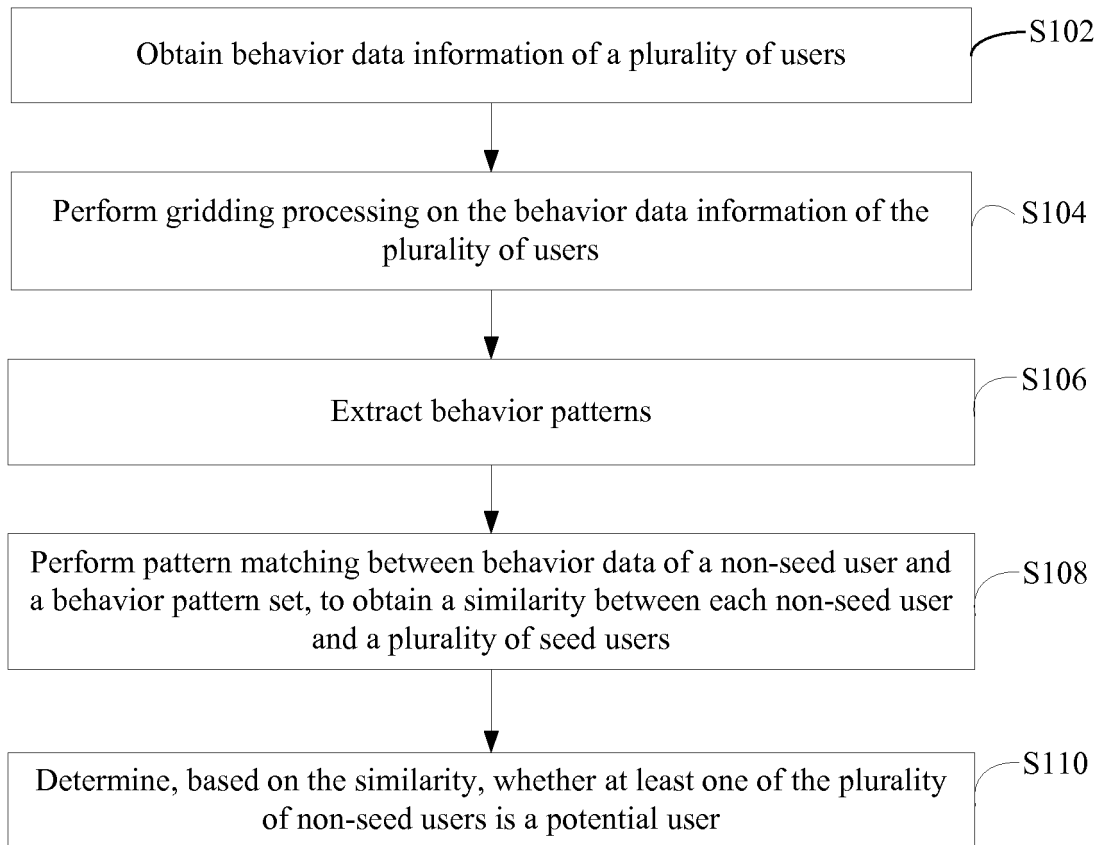 Obtain behavior data information of a plurality of users
S102
Perform gridding processing on the behavior data information of the
plurality of users
S104
Extract behavior patterns
S106
Perform pattern matching between behavior data of a non-seed user and
a behavior pattern set, to obtain a similarity between each non-seed user
and a plurality of seed users
S108
Determine, based on the similarity, whether at least one of the plurality
of non-seed users is a potential user
S110